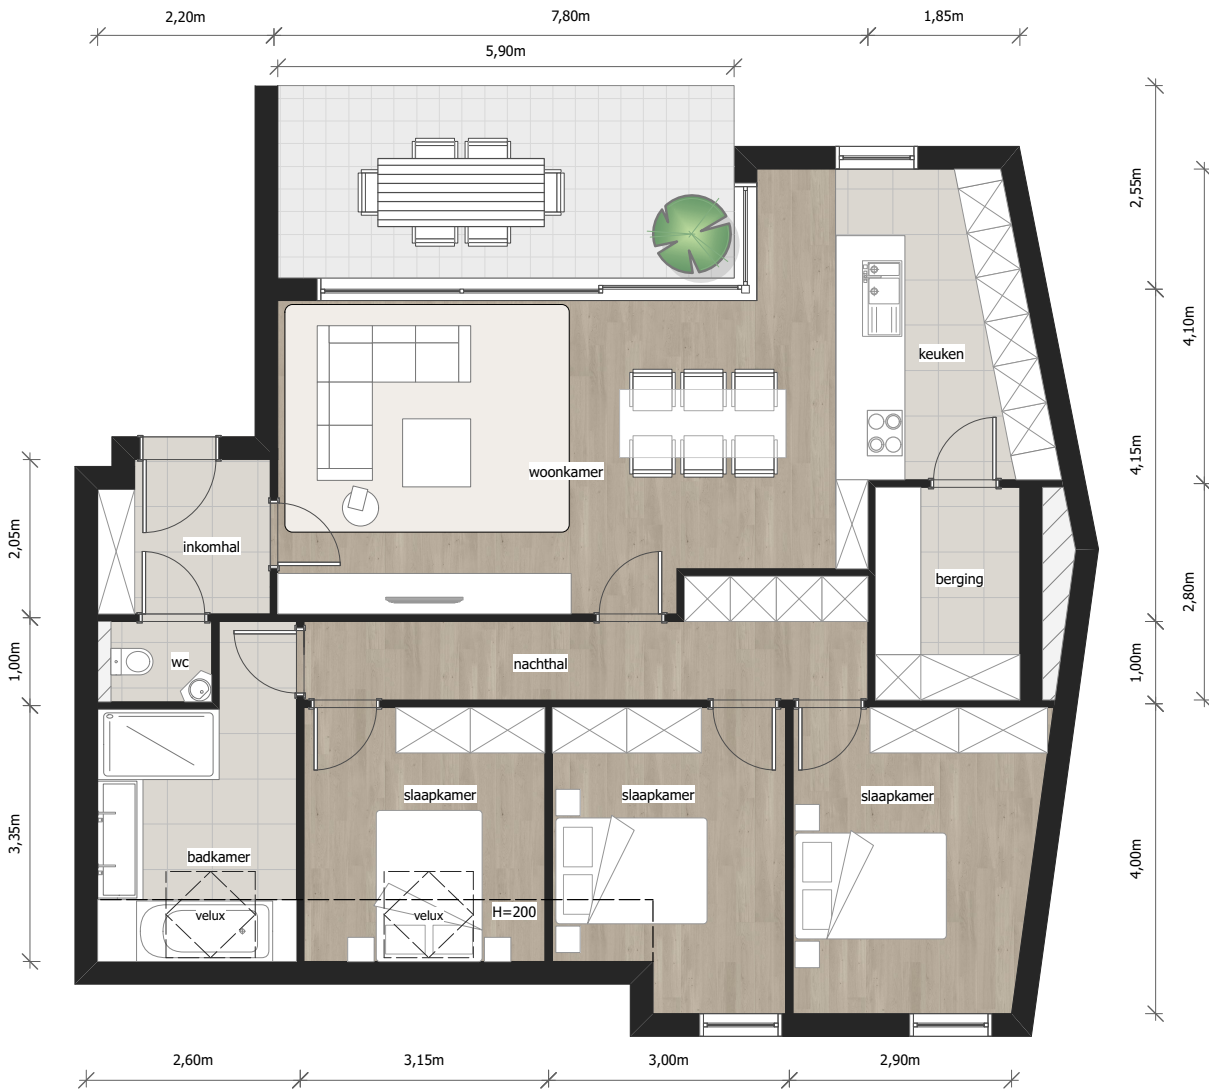 2,20m
7,80m
1,85m
5,90m
2,55m
4,10m
keuken
4,15m
woonkamer
2,05m
inkomhal
berging
2,80m
1,00m
wc
nachthal
1,00m
slaapkamer
slaapkamer
slaapkamer
3,35m
badkamer
4,00m
velux
velux
H=200
2,60m
3,15m
3,00m
2,90m